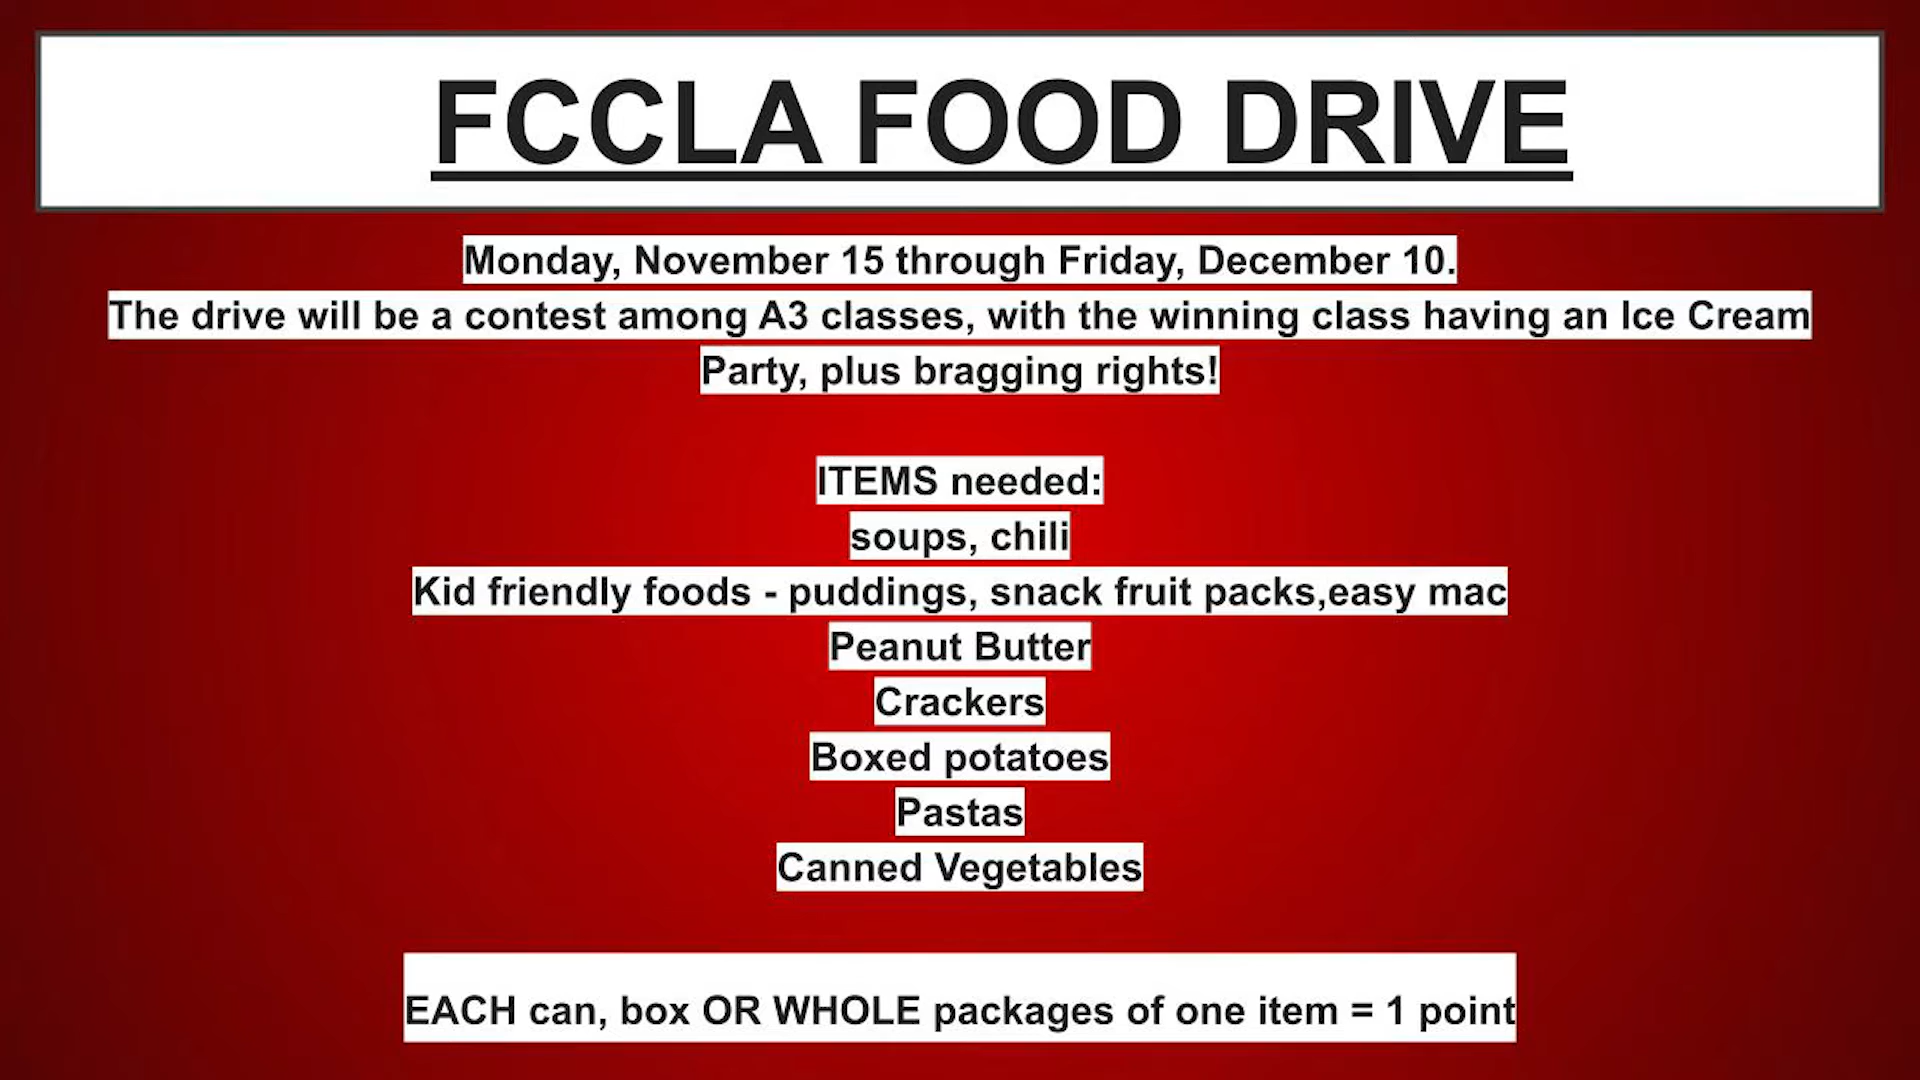 FCCLA FOOD DRIVE
Monday, November 15 through Friday, December 10.
The drive will be a contest among A3 classes, with the winning class having an Ice Cream
Party, plus bragging rights!
ITEMS needed:
soups, chili
Kid friendly foods - puddings, snack fruit packs,easy mac
Peanut Butter
Crackers
Boxed potatoes
Pastas
Canned Vegetables
EACH can, box OR WHOLE packages of one item = 1 point